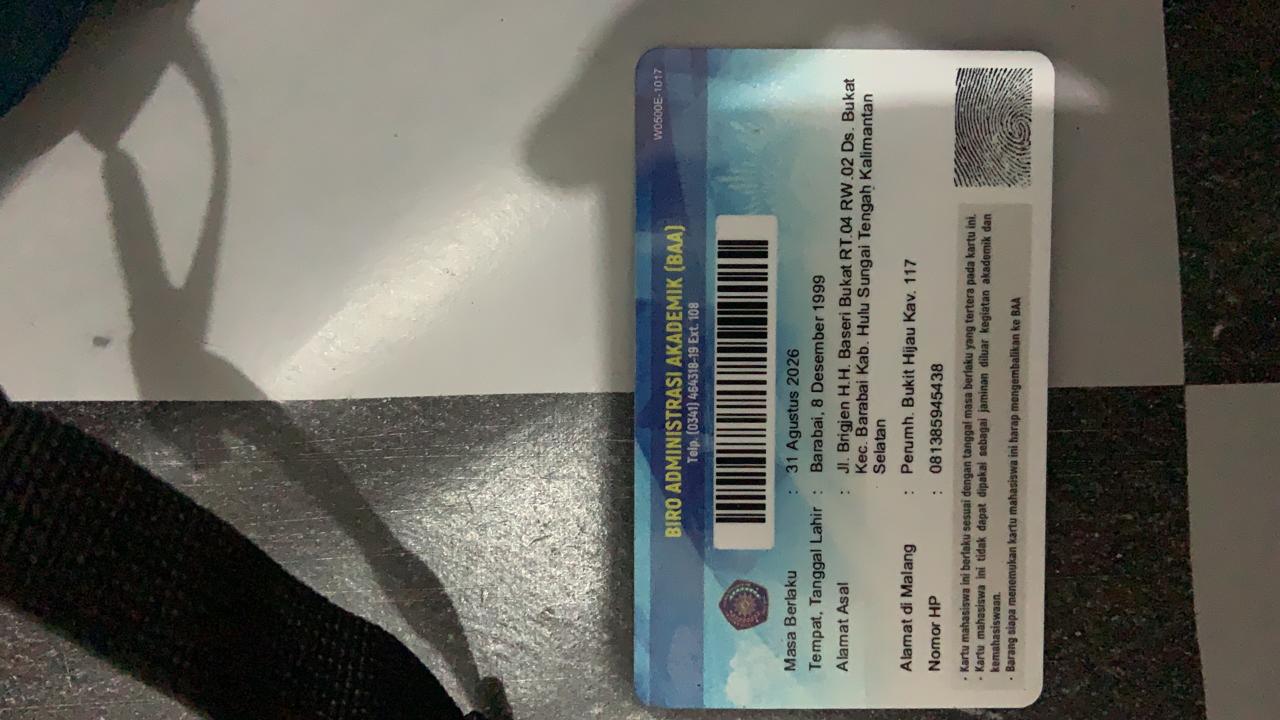 W0500E-1017
BIRO ADMINISTRASI AKADEMIK (BAA)
Telp. (0341) 464318-19 Ext. 108
Masa Berlaku : 31 Agustus 2026
Tempat, Tanggal Lahir : Barabai, 8 Desember 1999
Alamat Asal : Jl. Brigjen H.H. Baseri Bukat RT.04 RW.02 Ds. Bukat
Kec. Barabai Kab. Hulu Sungai Tengah Kalimantan
Selatan
Alamat di Malang : Perumh. Bukit Hijau Kav. 117
Nomor HP : 081385945438
• Kartu mahasiswa ini berlaku sesuai dengan tanggal masa berlaku yang tertera pada kartu ini.
• Kartu mahasiswa ini tidak dapat dipakai sebagai jaminan diluar kegiatan akademik dan
kemahasiswaan.
• Barang siapa menemukan kartu mahasiswa ini harap mengembalikan ke BAA